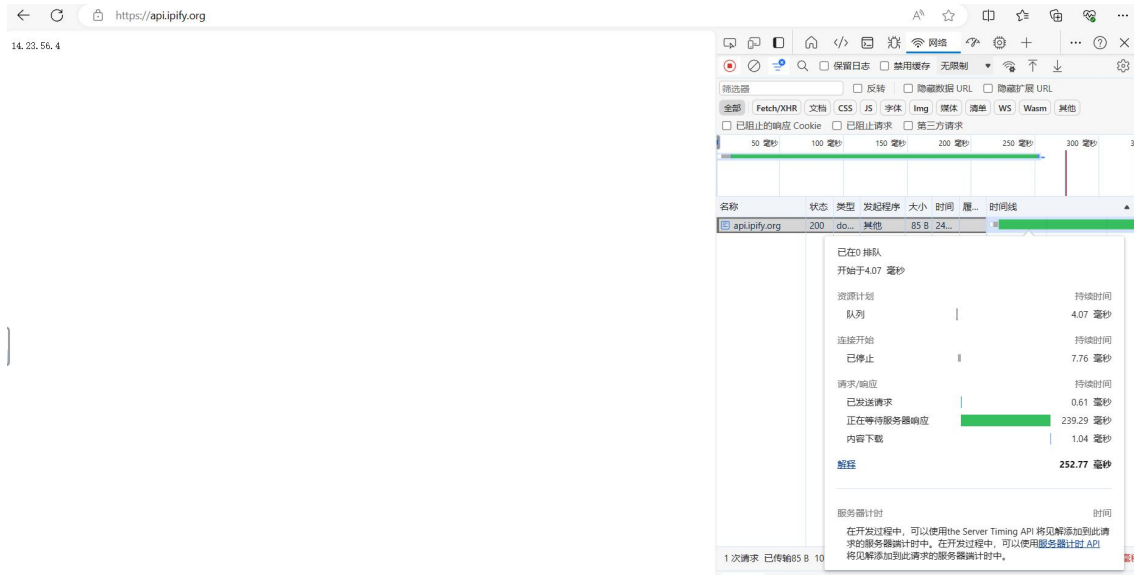 https://api.ipify.org
14.23.56.4
网络
保留日志 禁用缓存 无限制
筛选器 反转 隐藏数据 URL 隐藏扩展 URL
全部 Fetch/XHR 文档 CSS JS 字体 Img 媒体 清单 WS Wasm 其他
已阻止的响应 Cookie 已阻止请求 第三方请求
50 毫秒 100 毫秒 150 毫秒 200 毫秒 250 毫秒 300 毫秒
名称 状态 类型 发起程序 大小 时间 履... 时间线
api.ipify.org 200 do... 其他 85 B 24...
已在0 排队
开始于4.07 毫秒
资源计划 持续时间
队列 4.07 毫秒
连接开始 持续时间
已停止 7.76 毫秒
请求/响应 持续时间
已发送请求 0.61 毫秒
正在等待服务器响应 239.29 毫秒
内容下载 1.04 毫秒
解释 252.77 毫秒
服务器计时 时间
在开发过程中，可以使用the Server Timing API 将见解添加到此请
求的服务器端计时中。在开发过程中，可以使用服务器计时 API
将见解添加到此请求的服务器端计时中。
1 次请求 已传输85 B 10